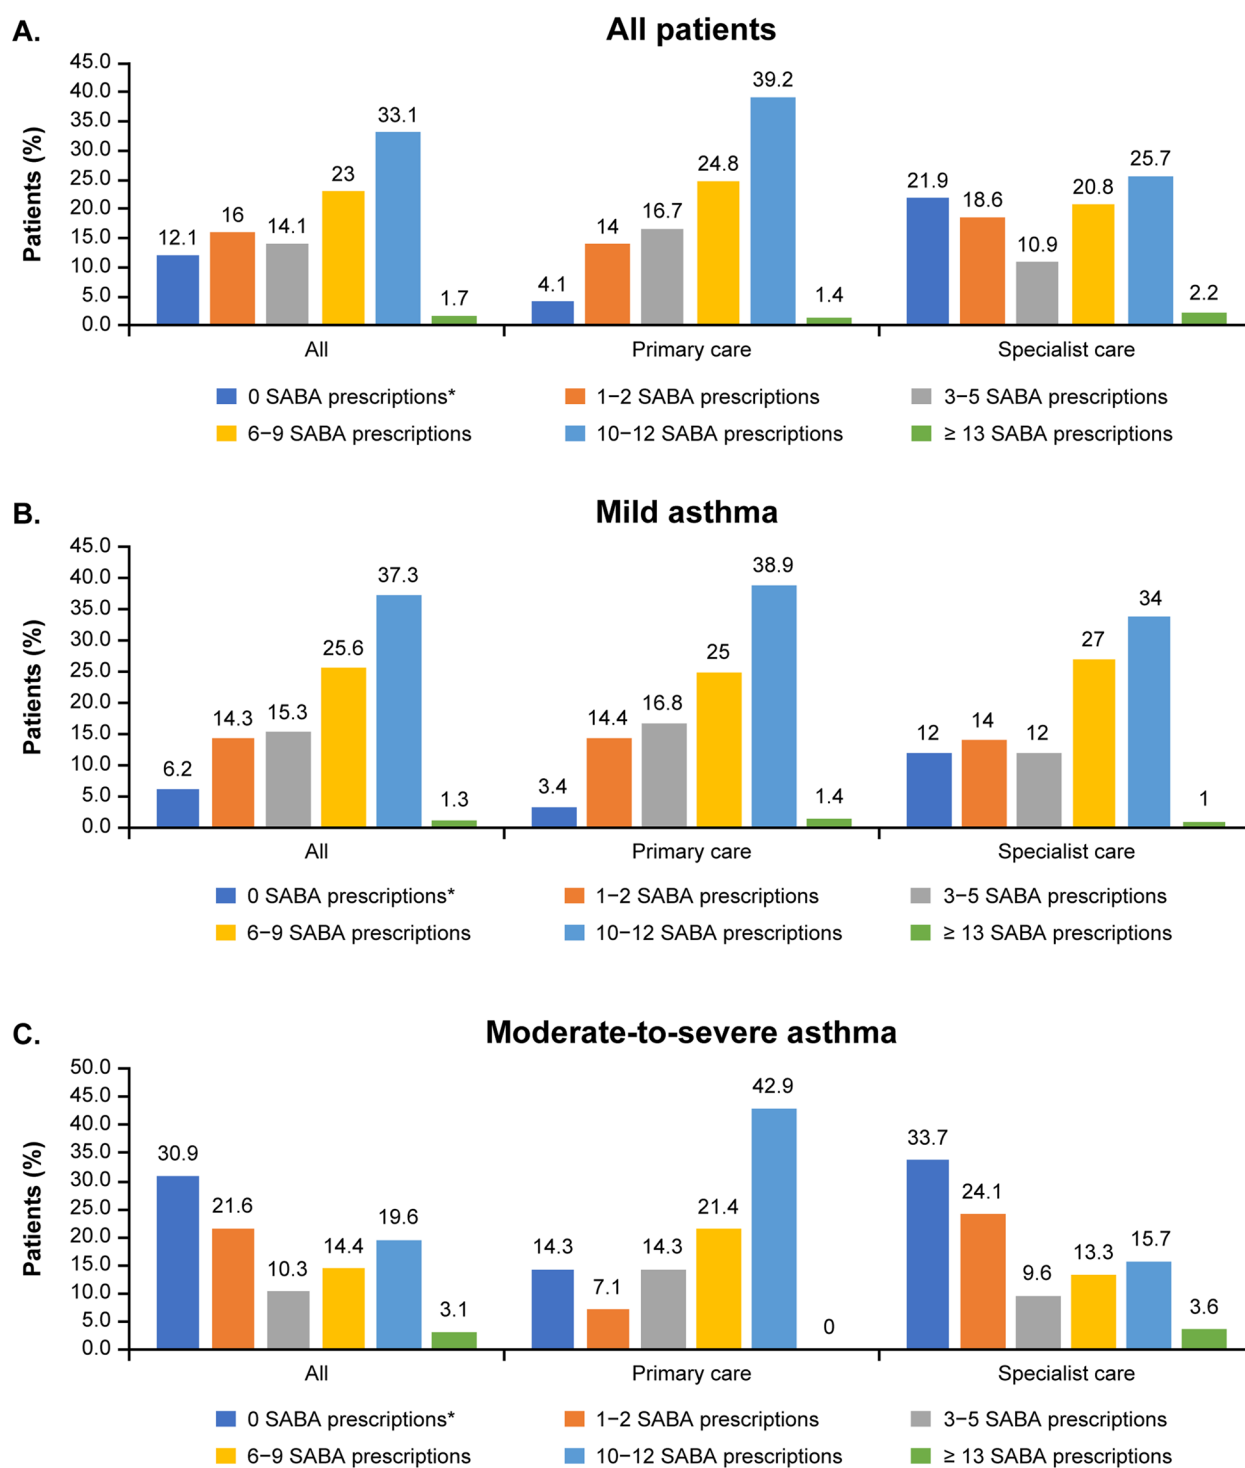 A.
All patients
Patients (%)
45.0
40.0
35.0
30.0
25.0
20.0
15.0
10.0
5.0
0.0
12.1 16 14.1 23 33.1 1.7
4.1 14 16.7 24.8 39.2 1.4
21.9 18.6 10.9 20.8 25.7 2.2
All Primary care Specialist care
0 SABA prescriptions* 1–2 SABA prescriptions 3–5 SABA prescriptions
6–9 SABA prescriptions 10–12 SABA prescriptions ≥ 13 SABA prescriptions
B.
Mild asthma
Patients (%)
45.0
40.0
35.0
30.0
25.0
20.0
15.0
10.0
5.0
0.0
6.2 14.3 15.3 25.6 37.3 1.3
3.4 14.4 16.8 25 38.9 1.4
12 14 12 27 34 1
All Primary care Specialist care
0 SABA prescriptions* 1–2 SABA prescriptions 3–5 SABA prescriptions
6–9 SABA prescriptions 10–12 SABA prescriptions ≥ 13 SABA prescriptions
C.
Moderate-to-severe asthma
Patients (%)
50.0
45.0
40.0
35.0
30.0
25.0
20.0
15.0
10.0
5.0
0.0
30.9 21.6 10.3 14.4 19.6 3.1
14.3 7.1 14.3 21.4 42.9 0
33.7 24.1 9.6 13.3 15.7 3.6
All Primary care Specialist care
0 SABA prescriptions* 1–2 SABA prescriptions 3–5 SABA prescriptions
6–9 SABA prescriptions 10–12 SABA prescriptions ≥ 13 SABA prescriptions